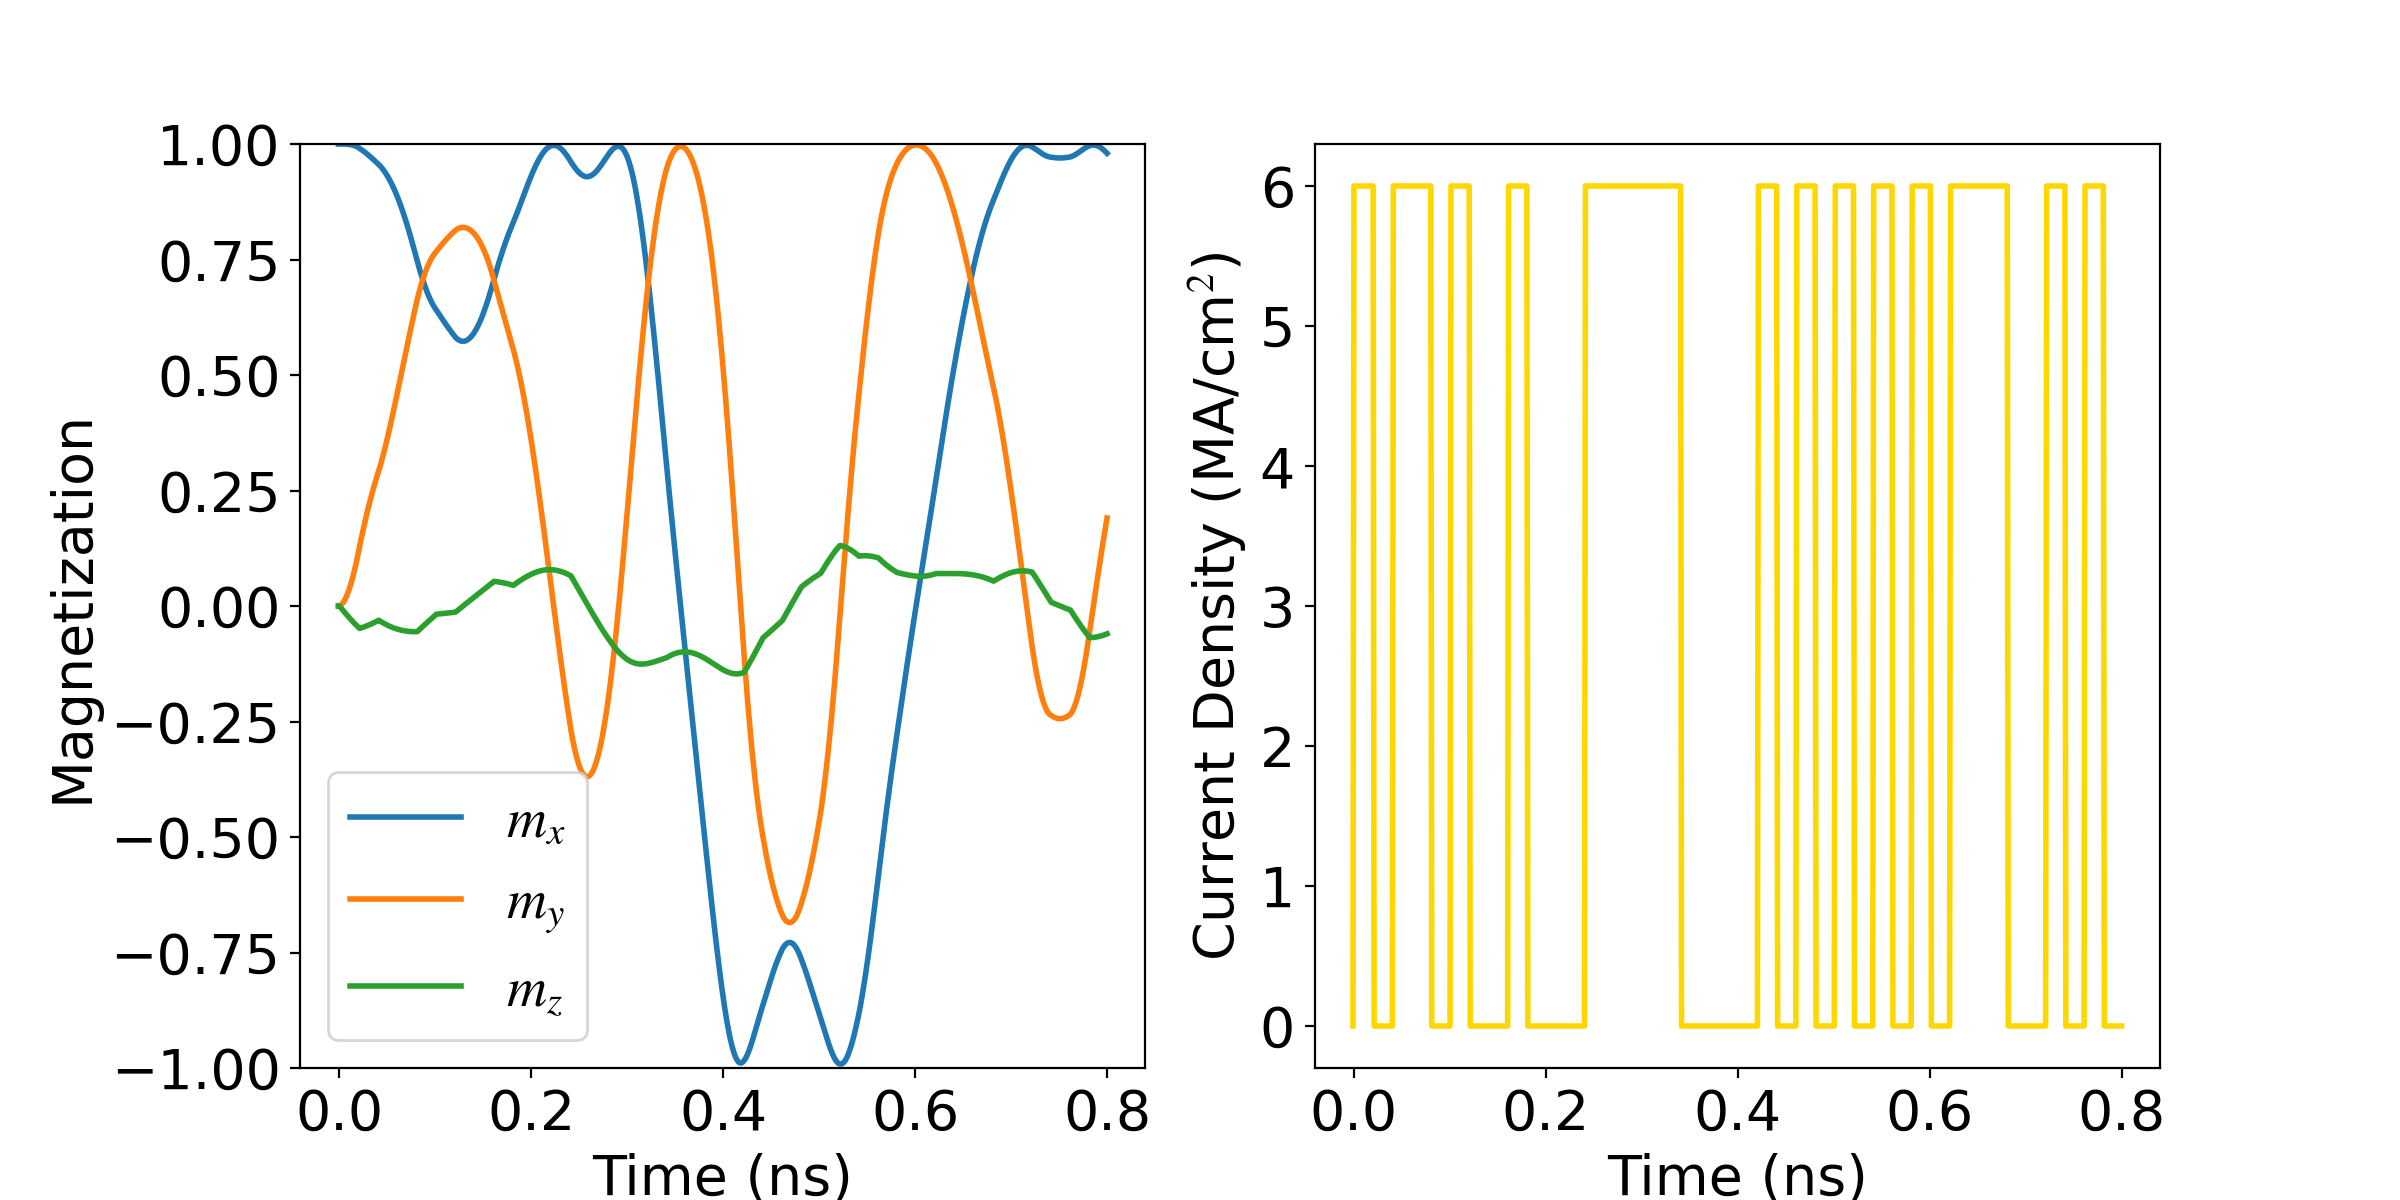 Magnetization
1.00
0.75
0.50
0.25
0.00
−0.25
−0.50
−0.75
−1.00
m_x
m_y
m_z
0.0 0.2 0.4 0.6 0.8
Time (ns)
Current Density (MA/cm²)
6
5
4
3
2
1
0
0.0 0.2 0.4 0.6 0.8
Time (ns)